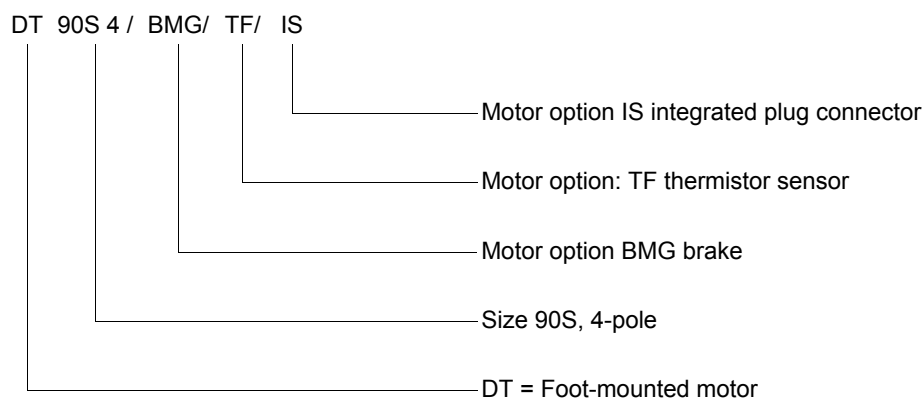 DT 90S 4 / BMG/ TF/ IS
Motor option IS integrated plug connector
Motor option: TF thermistor sensor
Motor option BMG brake
Size 90S, 4-pole
DT = Foot-mounted motor